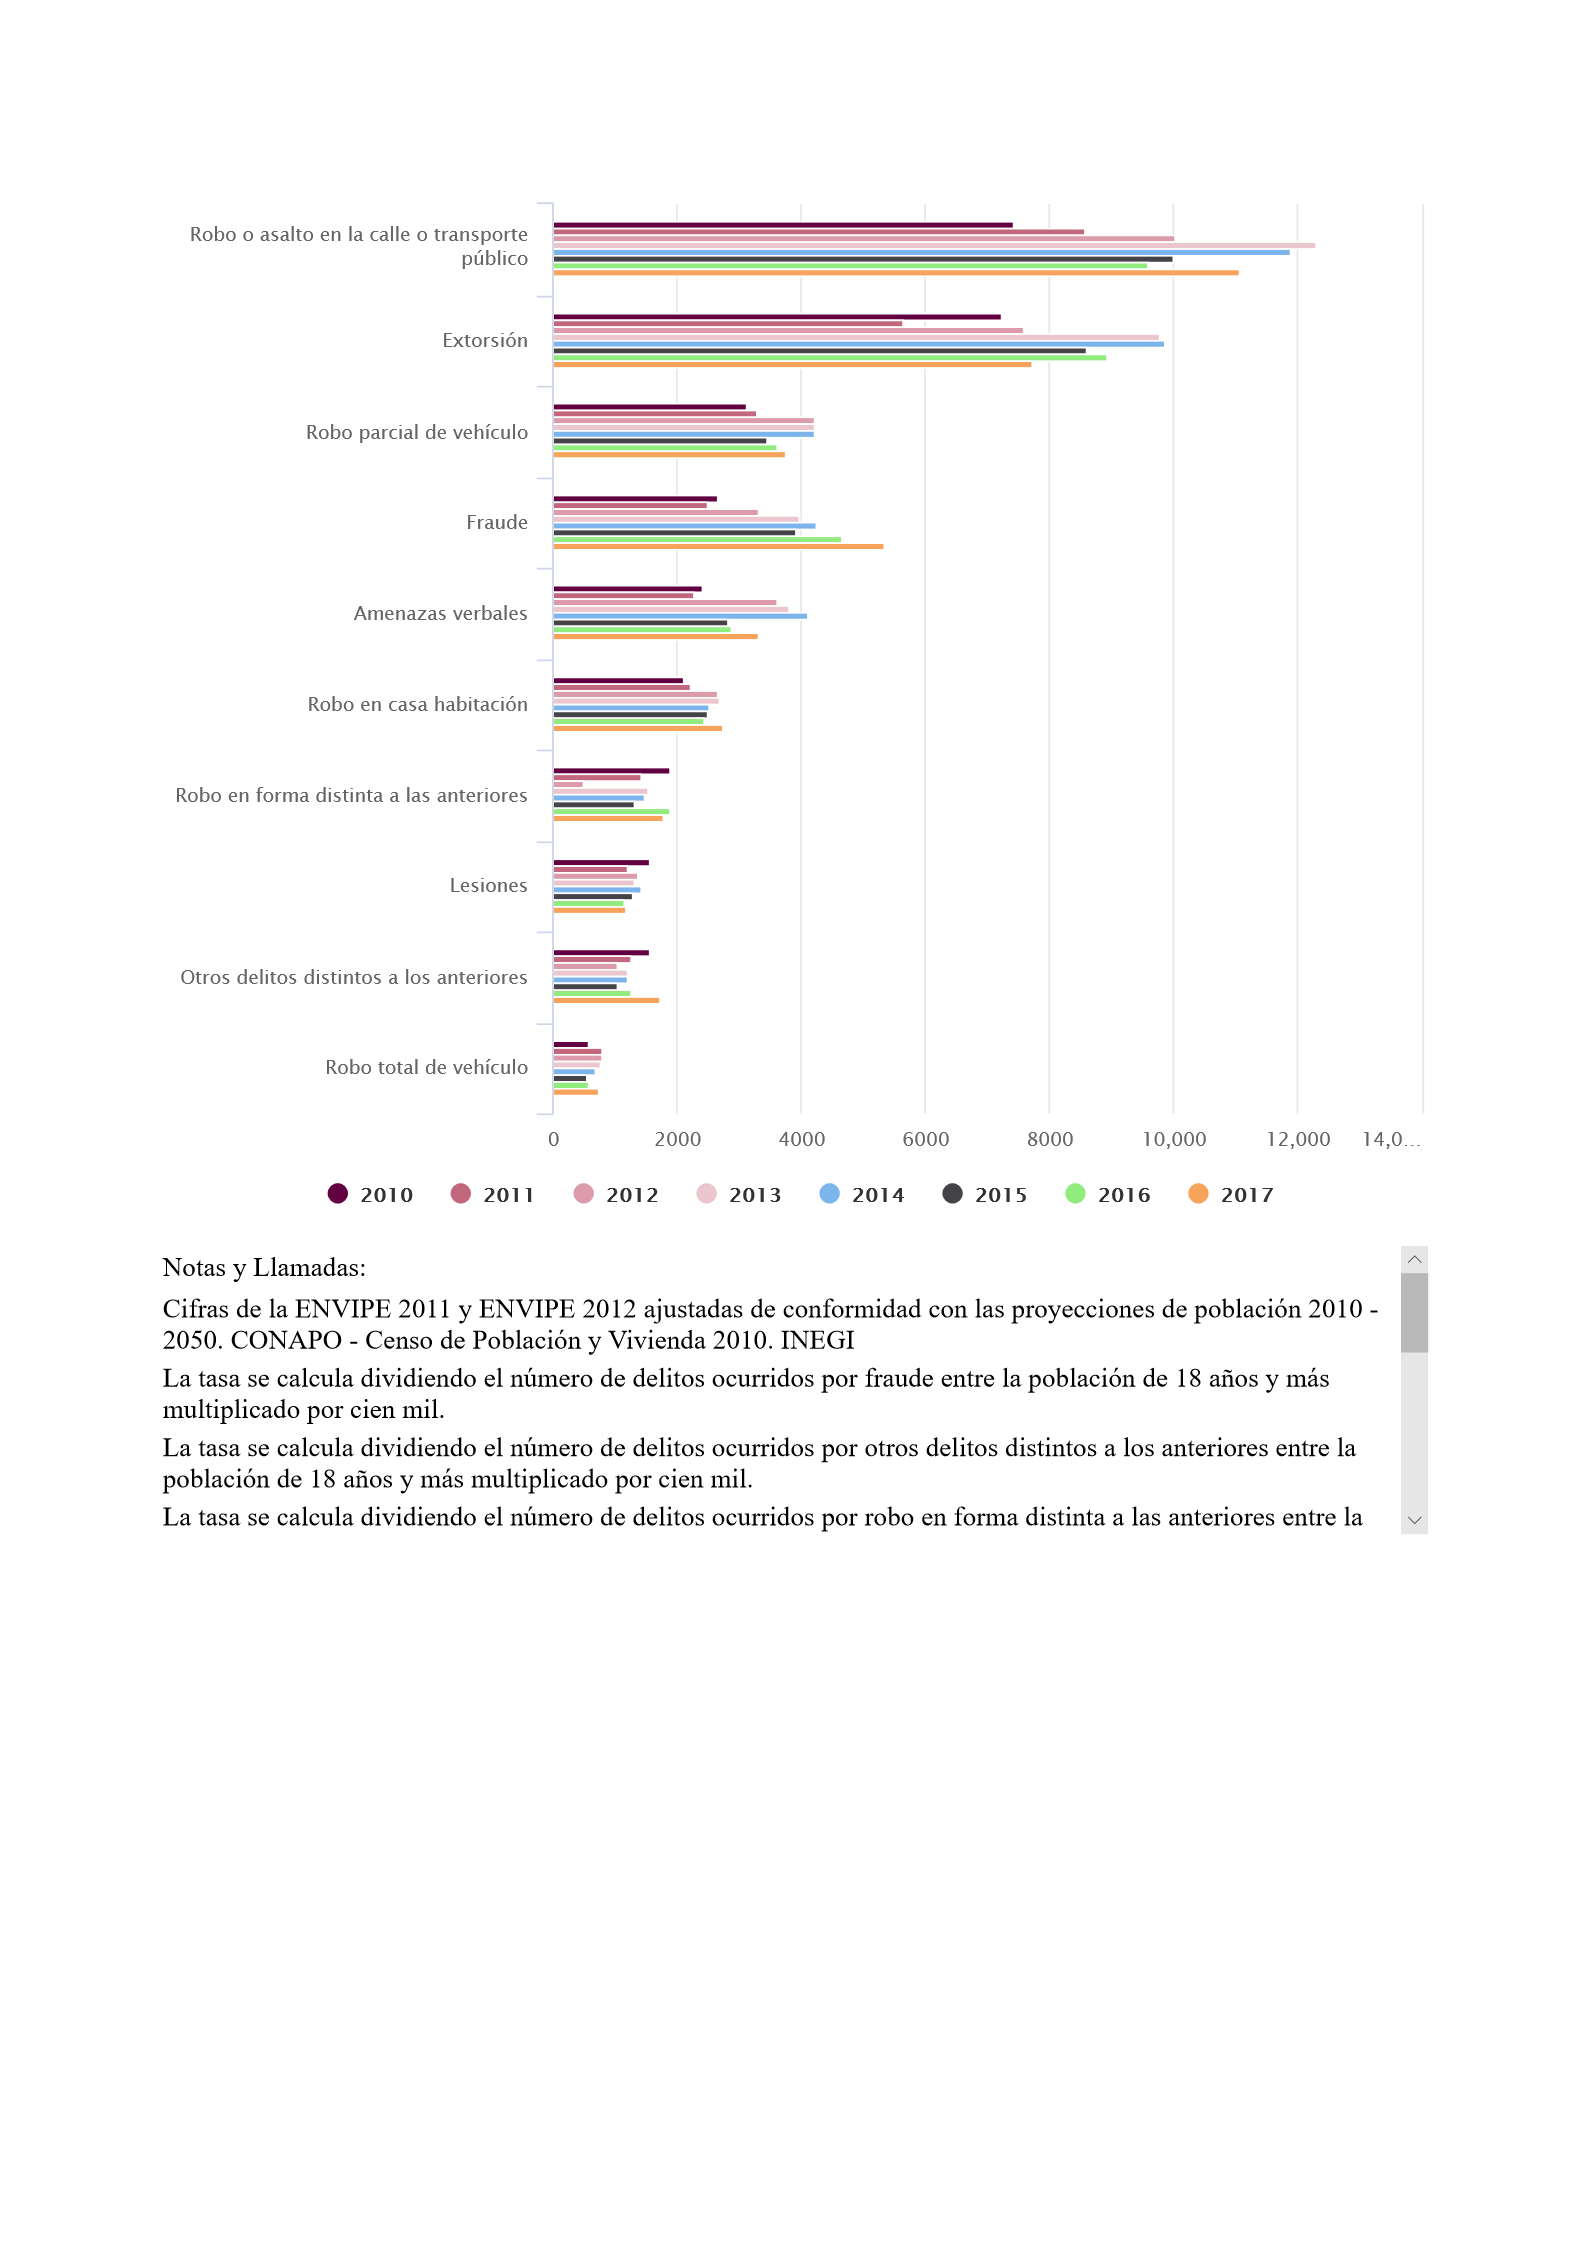 Robo o asalto en la calle o transporte
público
Extorsión
Robo parcial de vehículo
Fraude
Amenazas verbales
Robo en casa habitación
Robo en forma distinta a las anteriores
Lesiones
Otros delitos distintos a los anteriores
Robo total de vehículo
0 2000 4000 6000 8000 10,000 12,000 14,0...
2010 2011 2012 2013 2014 2015 2016 2017
Notas y Llamadas:
Cifras de la ENVIPE 2011 y ENVIPE 2012 ajustadas de conformidad con las proyecciones de población 2010 -
2050. CONAPO - Censo de Población y Vivienda 2010. INEGI
La tasa se calcula dividiendo el número de delitos ocurridos por fraude entre la población de 18 años y más
multiplicado por cien mil.
La tasa se calcula dividiendo el número de delitos ocurridos por otros delitos distintos a los anteriores entre la
población de 18 años y más multiplicado por cien mil.
La tasa se calcula dividiendo el número de delitos ocurridos por robo en forma distinta a las anteriores entre la